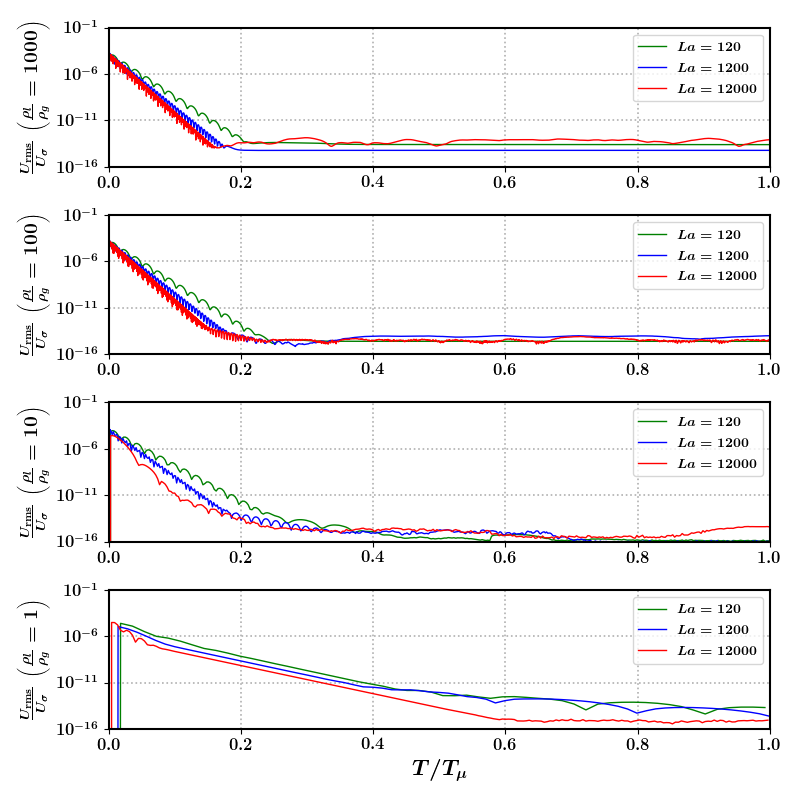 10⁻¹
10⁻⁶
10⁻¹¹
10⁻¹⁶
U_rms/U_σ (ρ_l/ρ_g = 1000)
La = 120
La = 1200
La = 12000
0.0 0.2 0.4 0.6 0.8 1.0
10⁻¹
10⁻⁶
10⁻¹¹
10⁻¹⁶
U_rms/U_σ (ρ_l/ρ_g = 100)
La = 120
La = 1200
La = 12000
0.0 0.2 0.4 0.6 0.8 1.0
10⁻¹
10⁻⁶
10⁻¹¹
10⁻¹⁶
U_rms/U_σ (ρ_l/ρ_g = 10)
La = 120
La = 1200
La = 12000
0.0 0.2 0.4 0.6 0.8 1.0
10⁻¹
10⁻⁶
10⁻¹¹
10⁻¹⁶
U_rms/U_σ (ρ_l/ρ_g = 1)
La = 120
La = 1200
La = 12000
0.0 0.2 0.4 0.6 0.8 1.0
T/T_μ